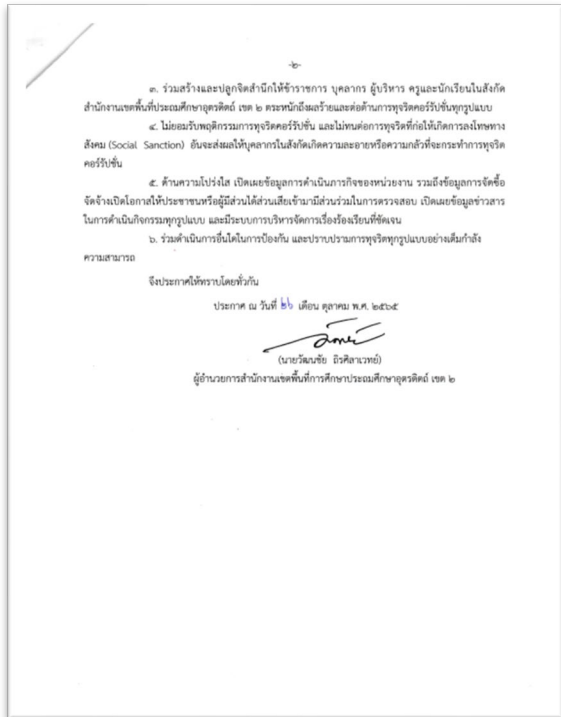 -๒-
๓. ร่วมสร้างและปลูกจิตสำนึกให้ข้าราชการ บุคลากร ผู้บริหาร ครูและนักเรียนในสังกัด
สำนักงานเขตพื้นที่ประถมศึกษาอุตรดิตถ์ เขต ๒ ตระหนักถึงผลร้ายและต่อต้านการทุจริตคอร์รัปชั่นทุกรูปแบบ
๔. ไม่ยอมรับพฤติกรรมการทุจริตคอร์รัปชั่น และไม่ทนต่อการทุจริตที่ก่อให้เกิดการลงโทษทาง
สังคม (Social Sanction) อันจะส่งผลให้บุคลากรในสังกัดเกิดความละอายหรือความกลัวที่จะกระทำการทุจริต
คอร์รัปชั่น
๕. ด้านความโปร่งใส เปิดเผยข้อมูลการดำเนินภารกิจของหน่วยงาน รวมถึงข้อมูลการจัดซื้อ
จัดจ้างเปิดโอกาสให้ประชาชนหรือผู้มีส่วนได้ส่วนเสียเข้ามามีส่วนร่วมในการตรวจสอบ เปิดเผยข้อมูลข่าวสาร
ในการดำเนินกิจกรรมทุกรูปแบบ และมีระบบการบริหารจัดการเรื่องร้องเรียนที่ชัดเจน
๖. ร่วมดำเนินการอื่นใดในการป้องกัน และปราบปรามการทุจริตทุกรูปแบบอย่างเต็มกำลัง
ความสามารถ
จึงประกาศให้ทราบโดยทั่วกัน
ประกาศ ณ วันที่ ๒๖ เดือน ตุลาคม พ.ศ. ๒๕๖๕
(นายวัฒนชัย ถิรศิลาเวทย์)
ผู้อำนวยการสำนักงานเขตพื้นที่การศึกษาประถมศึกษาอุตรดิตถ์ เขต ๒